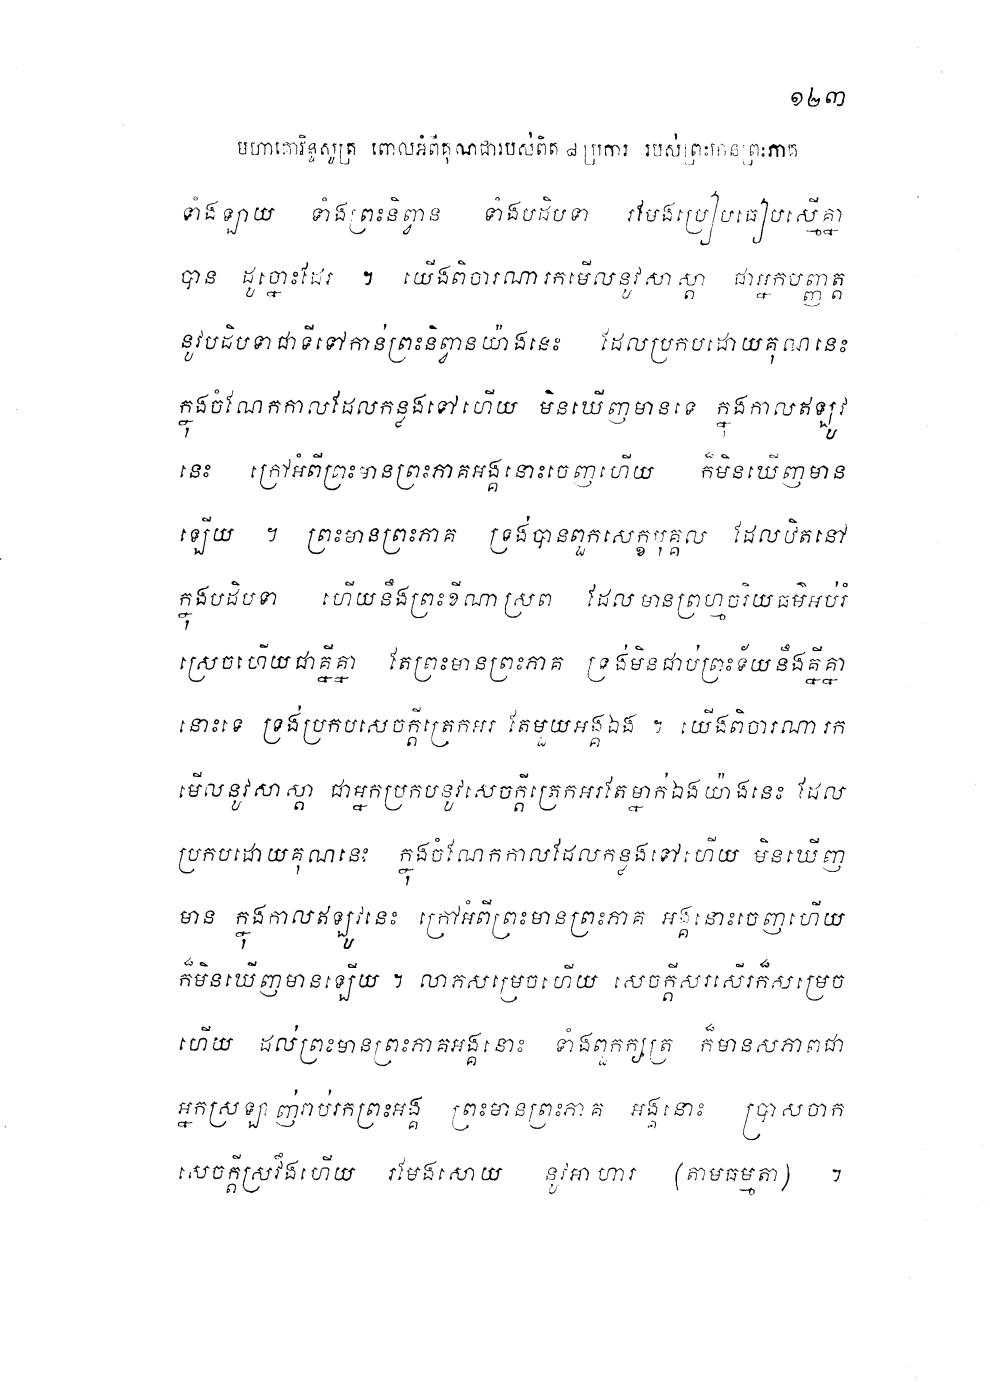 ១២៣
មហាគោវិន្ទសូត្រ ពោលអំពីគុណជារបស់ពិត ៨ ប្រការ របស់ព្រះមានព្រះភាគ
ទាំងឡាយ ទាំងព្រះនិព្វាន ទាំងបដិបទា រមែងប្រៀបធៀបស្មើគ្នា
បាន ដូច្នោះដែរ ។ យើងពិចារណារកមើលនូវសាស្តា ជាអ្នកបញ្ញត្ត
នូវបដិបទាជាទីទៅកាន់ព្រះនិព្វានយ៉ាងនេះ ដែលប្រកបដោយគុណនេះ
ក្នុងចំណែកកាលដែលកន្លងទៅហើយ មិនឃើញមានទេ ក្នុងកាលឥឡូវ
នេះ ក្រៅអំពីព្រះមានព្រះភាគអង្គនោះចេញហើយ ក៏មិនឃើញមាន
ឡើយ ។ ព្រះមានព្រះភាគ ទ្រង់បានពួកសេក្ខបុគ្គល ដែលឋិតនៅ
ក្នុងបដិបទា ហើយនឹងព្រះខីណាស្រព ដែលមានព្រហ្មចរិយធម៌អប់រំ
ស្រេចហើយជាគ្នីគ្នា តែព្រះមានព្រះភាគ ទ្រង់មិនជាប់ព្រះទ័យនឹងគ្នីគ្នា
នោះទេ ទ្រង់ប្រកបសេចក្តីត្រេកអរ តែមួយអង្គឯង ។ យើងពិចារណារក
មើលនូវសាស្តា ជាអ្នកប្រកបនូវសេចក្តីត្រេកអរតែម្នាក់ឯងយ៉ាងនេះ ដែល
ប្រកបដោយគុណនេះ ក្នុងចំណែកកាលដែលកន្លងទៅហើយ មិនឃើញ
មាន ក្នុងកាលឥឡូវនេះ ក្រៅអំពីព្រះមានព្រះភាគ អង្គនោះចេញហើយ
ក៏មិនឃើញមានឡើយ ។ លាភសម្រេចហើយ សេចក្តីសរសើរក៏សម្រេច
ហើយ ដល់ព្រះមានព្រះភាគអង្គនោះ ទាំងពួកក្សត្រ ក៏មានសភាពជា
អ្នកស្រឡាញ់រាប់រកព្រះអង្គ ព្រះមានព្រះភាគ អង្គនោះ ប្រាសចាក
សេចក្តីស្រវឹងហើយ រមែងសោយ នូវអាហារ (តាមធម្មតា) ។